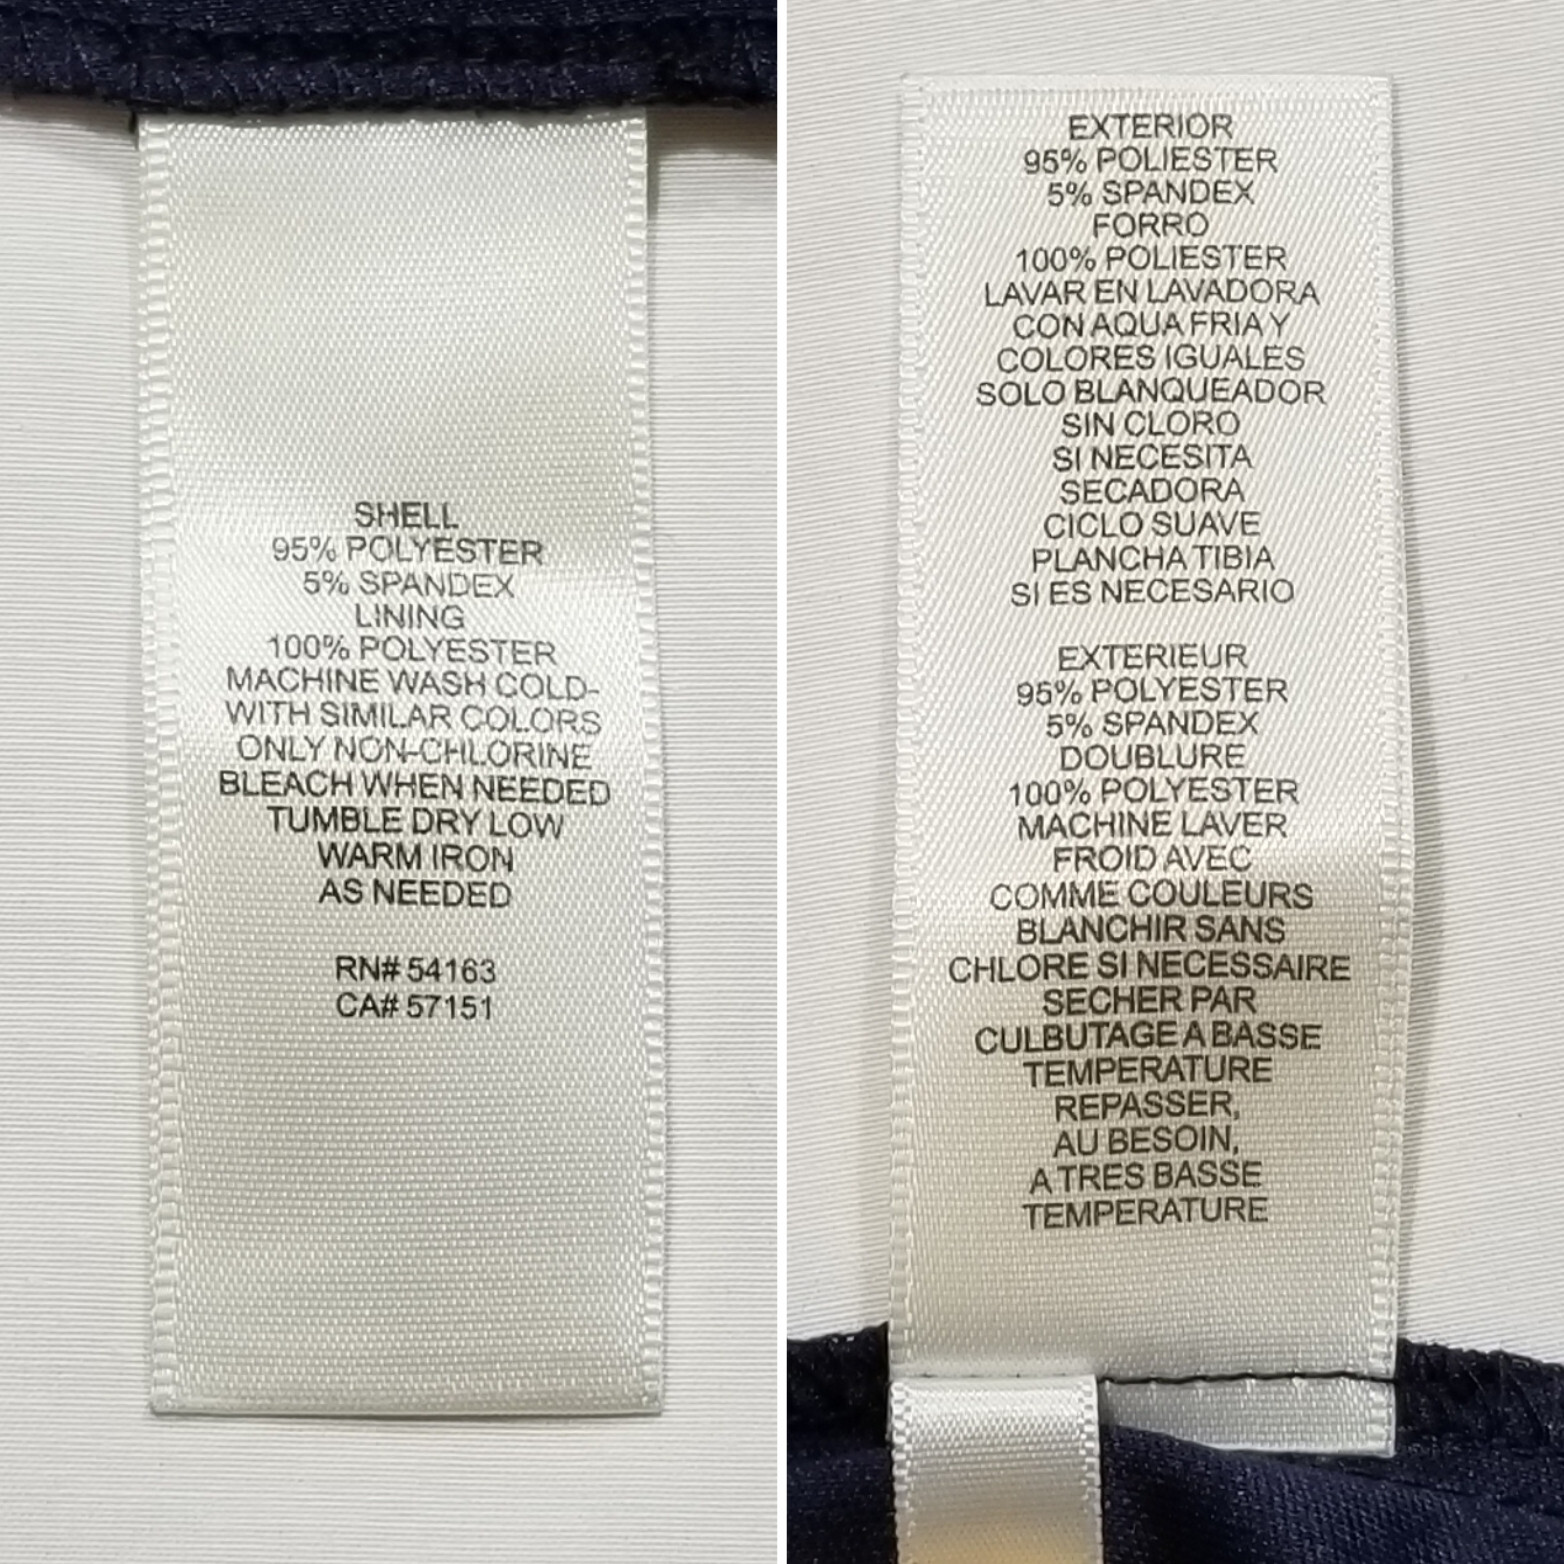 SHELL
95% POLYESTER
5% SPANDEX
LINING
100% POLYESTER
MACHINE WASH COLD-
WITH SIMILAR COLORS
ONLY NON-CHLORINE
BLEACH WHEN NEEDED
TUMBLE DRY LOW
WARM IRON
AS NEEDED
RN# 54163
CA# 57151
EXTERIOR
95% POLIESTER
5% SPANDEX
FORRO
100% POLIESTER
LAVAR EN LAVADORA
CON AQUA FRIA Y
COLORES IGUALES
SOLO BLANQUEADOR
SIN CLORO
SI NECESITA
SECADORA
CICLO SUAVE
PLANCHA TIBIA
SI ES NECESARIO
EXTERIEUR
95% POLYESTER
5% SPANDEX
DOUBLURE
100% POLYESTER
MACHINE LAVER
FROID AVEC
COMME COULEURS
BLANCHIR SANS
CHLORE SI NECESSAIRE
SECHER PAR
CULBUTAGE A BASSE
TEMPERATURE
REPASSER,
AU BESOIN,
A TRES BASSE
TEMPERATURE